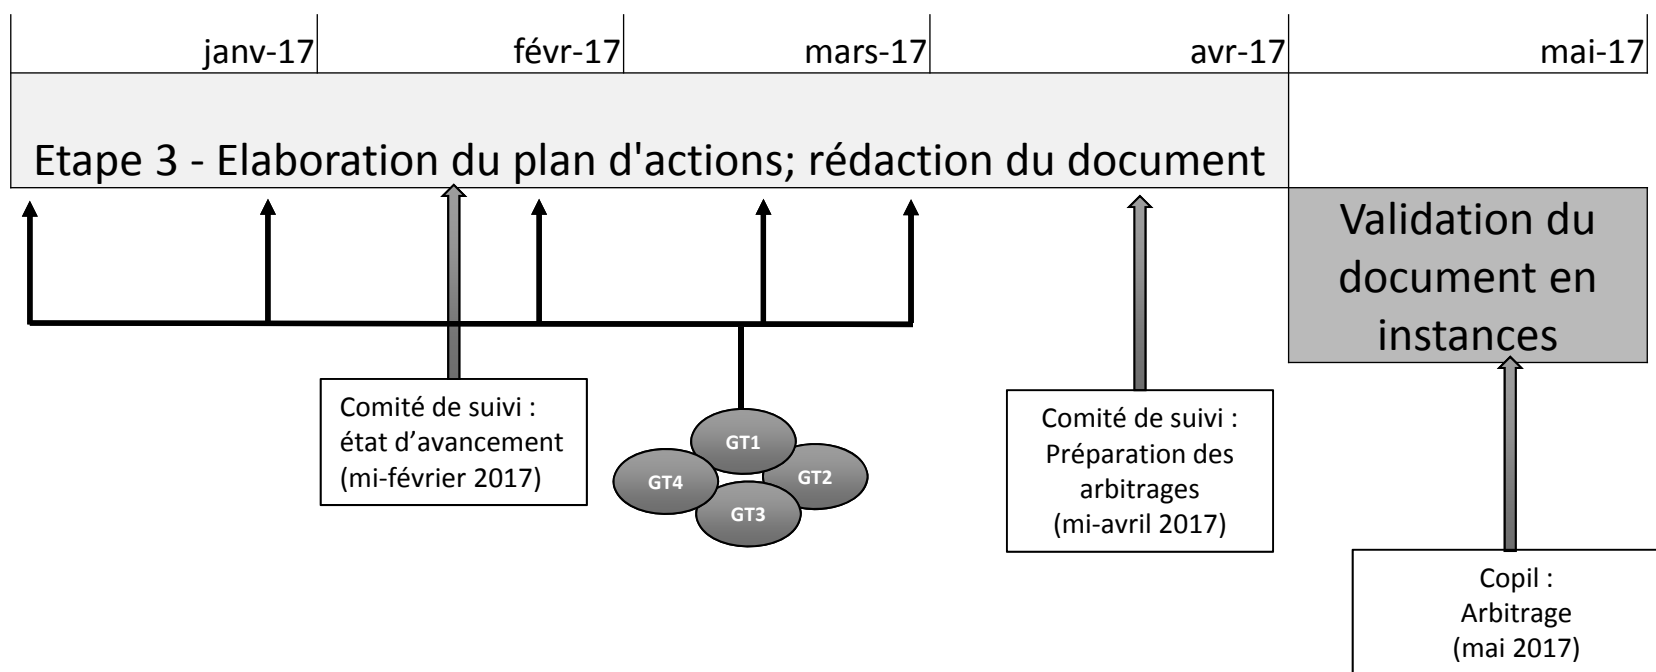 janv-17
févr-17
mars-17
avr-17
mai-17
Etape 3 - Elaboration du plan d'actions; rédaction du document
Validation du
document en
instances
Comité de suivi :
état d’avancement
(mi-février 2017)
GT1
GT2
GT4
GT3
Comité de suivi :
Préparation des
arbitrages
(mi-avril 2017)
Copil :
Arbitrage
(mai 2017)